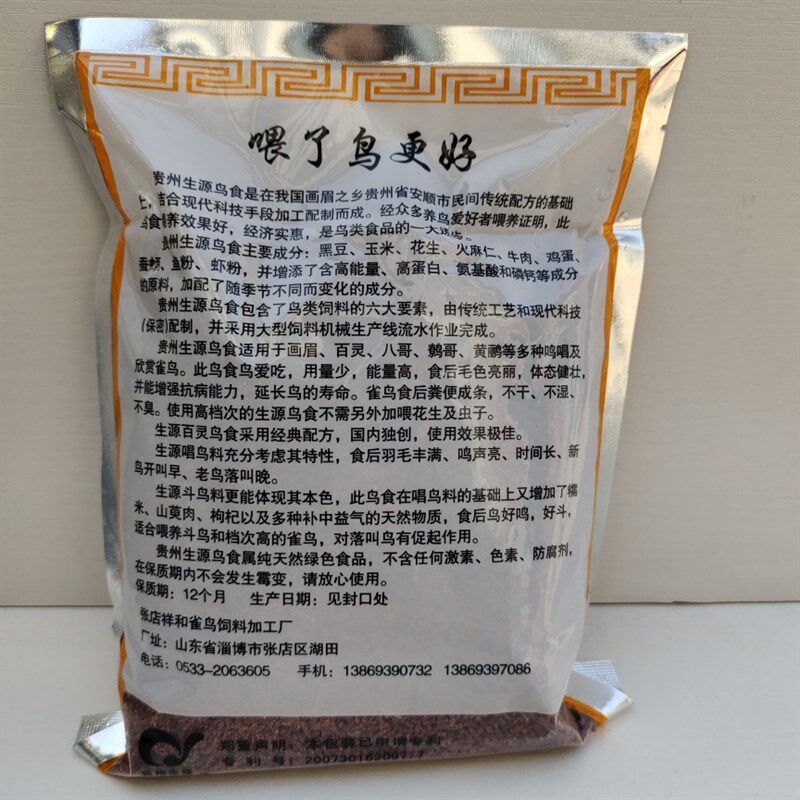 喂了鸟更好
贵州生源鸟食是在我国画眉之乡贵州省安顺市民间传统配方的基础
上,结合现代科技手段加工配制而成。经众多养鸟爱好者喂养证明,此
鸟食喂养效果好,经济实惠,是鸟类食品的一大
贵州生源鸟食主要成分:黑豆、玉米、花生、火麻仁、牛肉、鸡蛋、
蚕蛹、鱼粉、虾粉,并增添了含高能量、高蛋白、氨基酸和磷钙等成分
的原料,加配了随季节不同而变化的成分。
贵州生源鸟食包含了鸟类饲料的六大要素,由传统工艺和现代科技
(保密)配制,并采用大型饲料机械生产线流水作业完成。
贵州生源鸟食适用于画眉、百灵、八哥、鹩哥、黄鹂等多种鸣唱及
欣赏雀鸟。此鸟食鸟爱吃,用量少,能量高,食后毛色亮丽,体态健壮,
并能增强抗病能力,延长鸟的寿命。雀鸟食后粪便成条,不干、不湿、
不臭。使用高档次的生源鸟食不需另外加喂花生及虫子。
生源百灵鸟食采用经典配方,国内独创,使用效果极佳。
生源唱鸟料充分考虑其特性,食后羽毛丰满、鸣声亮、时间长、新
鸟开叫早、老鸟落叫晚。
生源斗鸟料更能体现其本色,此鸟食在唱鸟料的基础上又增加了糯
米、山萸肉、枸杞以及多种补中益气的天然物质,食后鸟好鸣,好斗,
适合喂养斗鸟和档次高的雀鸟,对落叫鸟有促起作用。
贵州生源鸟食属纯天然绿色食品,不含任何激素、色素、防腐剂,
在保质期内不会发生霉变,请放心使用。
保质期:12个月 生产日期:见封口处
张店祥和雀鸟饲料加工厂
厂址:山东省淄博市张店区湖田
电话:0533-2063605 手机:13869390732 13869397086
郑重声明:本包装已申请专利
贵州生源 专利号: